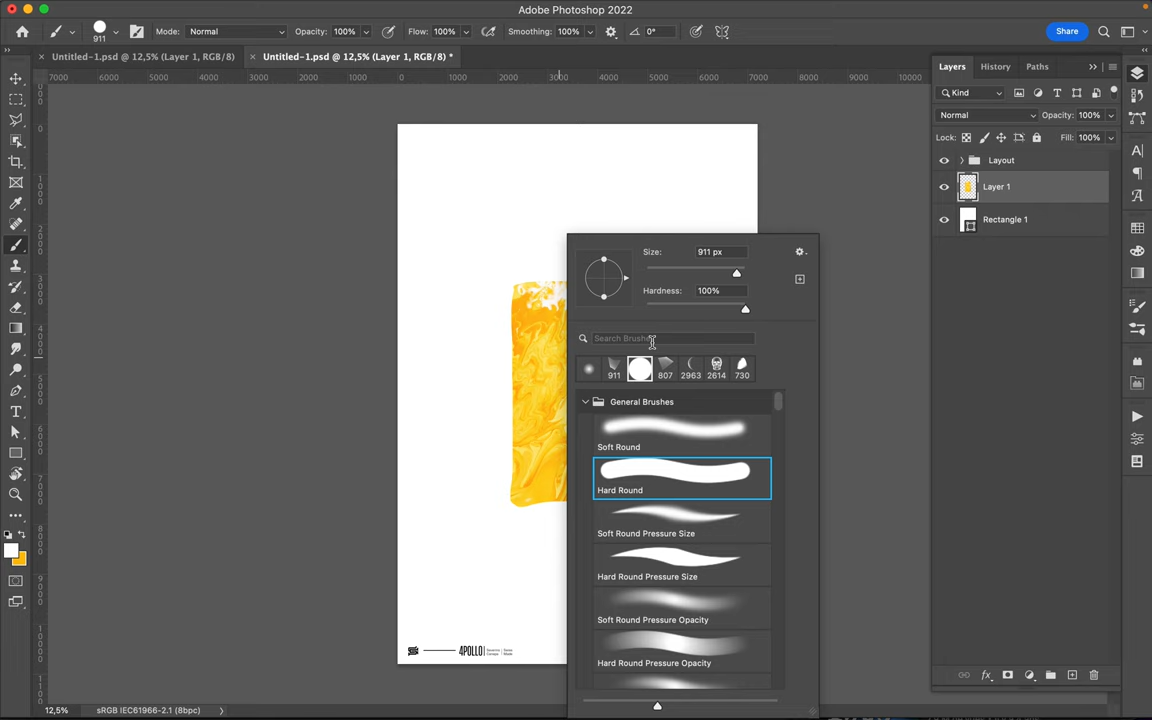 Adobe Photoshop 2022
911
Mode: Normal
Opacity: 100%
Flow: 100%
Smoothing: 100%
0°
Share
Untitled-1.psd @ 12,5% (Layer 1, RGB/8)
Untitled-1.psd @ 12,5% (Layer 1, RGB/8) *
7000 6000 5000 4000 3000 2000 1000 0 1000 2000 3000 4000 5000 6000 7000 8000 9000 10000
Layers History Paths
Kind
Normal
Opacity: 100%
Lock:
Fill: 100%
Layout
Layer 1
Rectangle 1
Size: 911 px
Hardness: 100%
Search Brushes
911 807 2963 2614 730
General Brushes
Soft Round
Hard Round
Soft Round Pressure Size
Hard Round Pressure Size
Soft Round Pressure Opacity
Hard Round Pressure Opacity
4POLLO
12,5%
sRGB IEC61966-2.1 (8bpc)